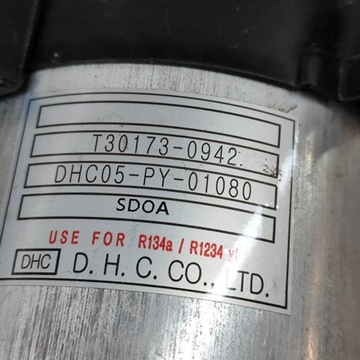 T30173-0942.
DHC05-PY-01080
SDOA
USE FOR R134a / R1234 y
DHC D. H. C. CO., LTD.